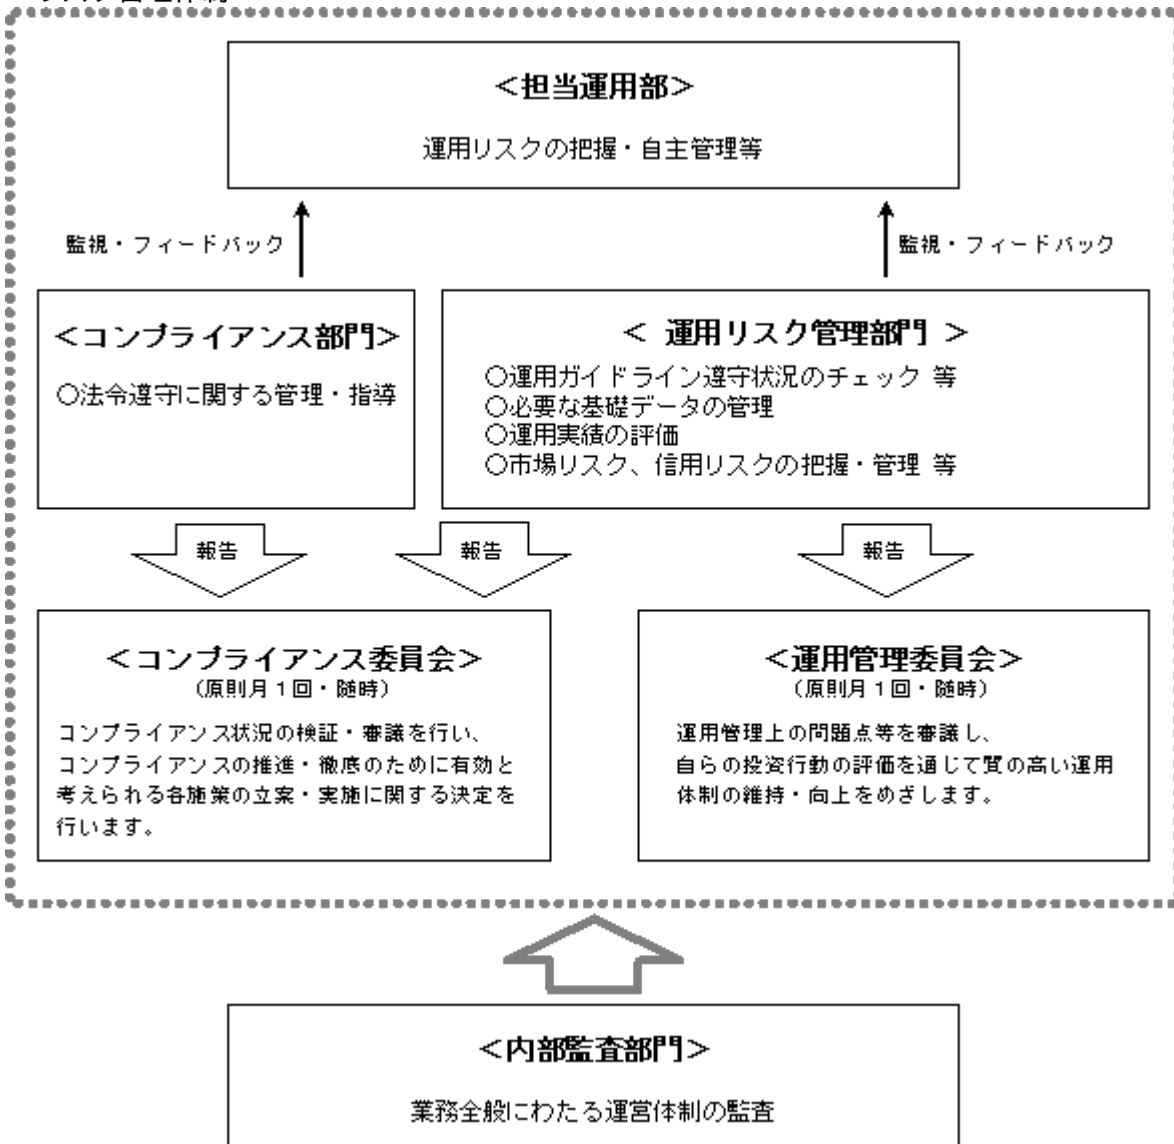 ＜担当運用部＞
運用リスクの把握・自主管理等
監視・フィードバック
監視・フィードバック
＜コンプライアンス部門＞
○法令遵守に関する管理・指導
＜ 運用リスク管理部門 ＞
○運用ガイドライン遵守状況のチェック 等
○必要な基礎データの管理
○運用実績の評価
○市場リスク、信用リスクの把握・管理 等
報告
報告
報告
＜コンプライアンス委員会＞
（原則月１回・随時）
コンプライアンス状況の検証・審議を行い、
コンプライアンスの推進・徹底のために有効と
考えられる各施策の立案・実施に関する決定を
行います。
＜運用管理委員会＞
（原則月１回・随時）
運用管理上の問題点等を審議し、
自らの投資行動の評価を通じて質の高い運用
体制の維持・向上をめざします。
＜内部監査部門＞
業務全般にわたる運営体制の監査